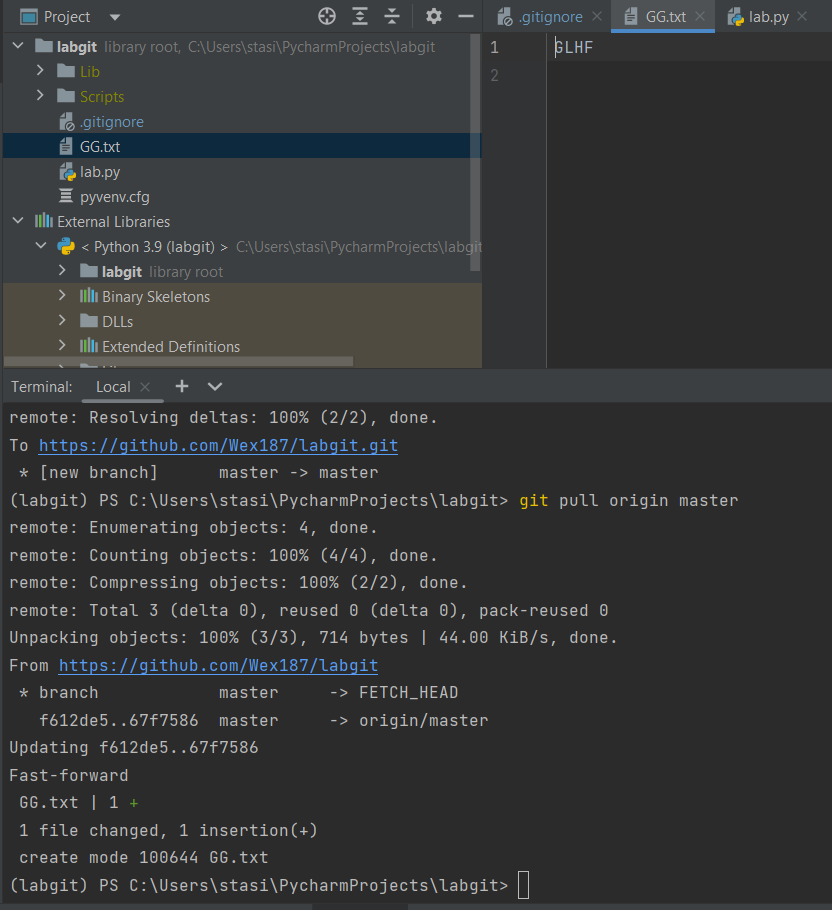 Project
labgit library root, C:\Users\stasi\PycharmProjects\labgit
Lib
Scripts
.gitignore
GG.txt
lab.py
pyvenv.cfg
External Libraries
< Python 3.9 (labgit) > C:\Users\stasi\PycharmProjects\labgit
labgit library root
Binary Skeletons
DLLs
Extended Definitions
.gitignore GG.txt lab.py
1 GLHF
2
Terminal: Local
remote: Resolving deltas: 100% (2/2), done.
To https://github.com/Wex187/labgit.git
* [new branch] master -> master
(labgit) PS C:\Users\stasi\PycharmProjects\labgit> git pull origin master
remote: Enumerating objects: 4, done.
remote: Counting objects: 100% (4/4), done.
remote: Compressing objects: 100% (2/2), done.
remote: Total 3 (delta 0), reused 0 (delta 0), pack-reused 0
Unpacking objects: 100% (3/3), 714 bytes | 44.00 KiB/s, done.
From https://github.com/Wex187/labgit
* branch master -> FETCH_HEAD
f612de5..67f7586 master -> origin/master
Updating f612de5..67f7586
Fast-forward
GG.txt | 1 +
1 file changed, 1 insertion(+)
create mode 100644 GG.txt
(labgit) PS C:\Users\stasi\PycharmProjects\labgit>